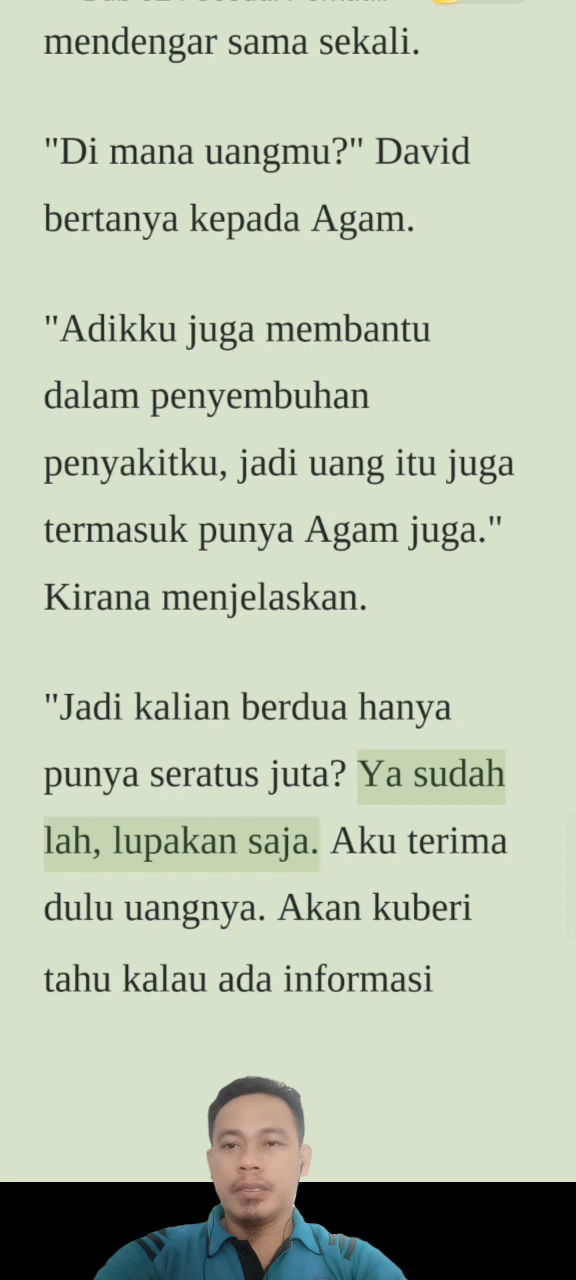 mendengar sama sekali.
"Di mana uangmu?" David
bertanya kepada Agam.
"Adikku juga membantu
dalam penyembuhan
penyakitku, jadi uang itu juga
termasuk punya Agam juga."
Kirana menjelaskan.
"Jadi kalian berdua hanya
punya seratus juta? Ya sudah
lah, lupakan saja. Aku terima
dulu uangnya. Akan kuberi
tahu kalau ada informasi